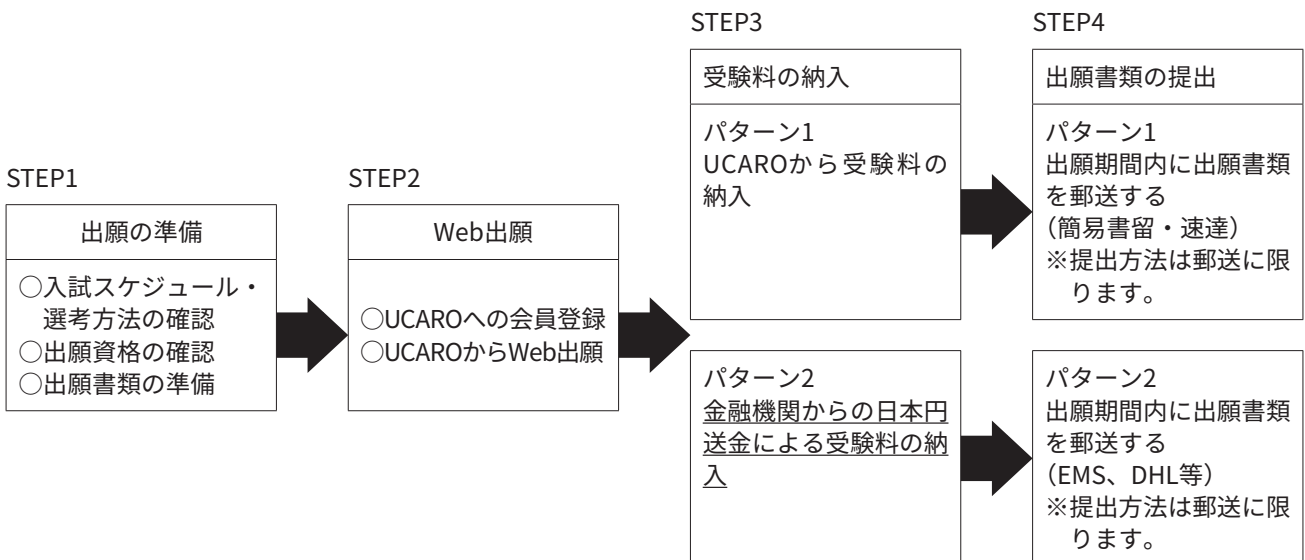 STEP1
出願の準備
○入試スケジュール・
選考方法の確認
○出願資格の確認
○出願書類の準備
STEP2
Web出願
○UCAROへの会員登録
○UCAROからWeb出願
STEP3
受験料の納入
パターン1
UCAROから受験料の
納入
パターン2
金融機関からの日本円
送金による受験料の納
入
STEP4
出願書類の提出
パターン1
出願期間内に出願書類
を郵送する
（簡易書留・速達）
※提出方法は郵送に限
ります。
パターン2
出願期間内に出願書類
を郵送する
（EMS、DHL等）
※提出方法は郵送に限
ります。